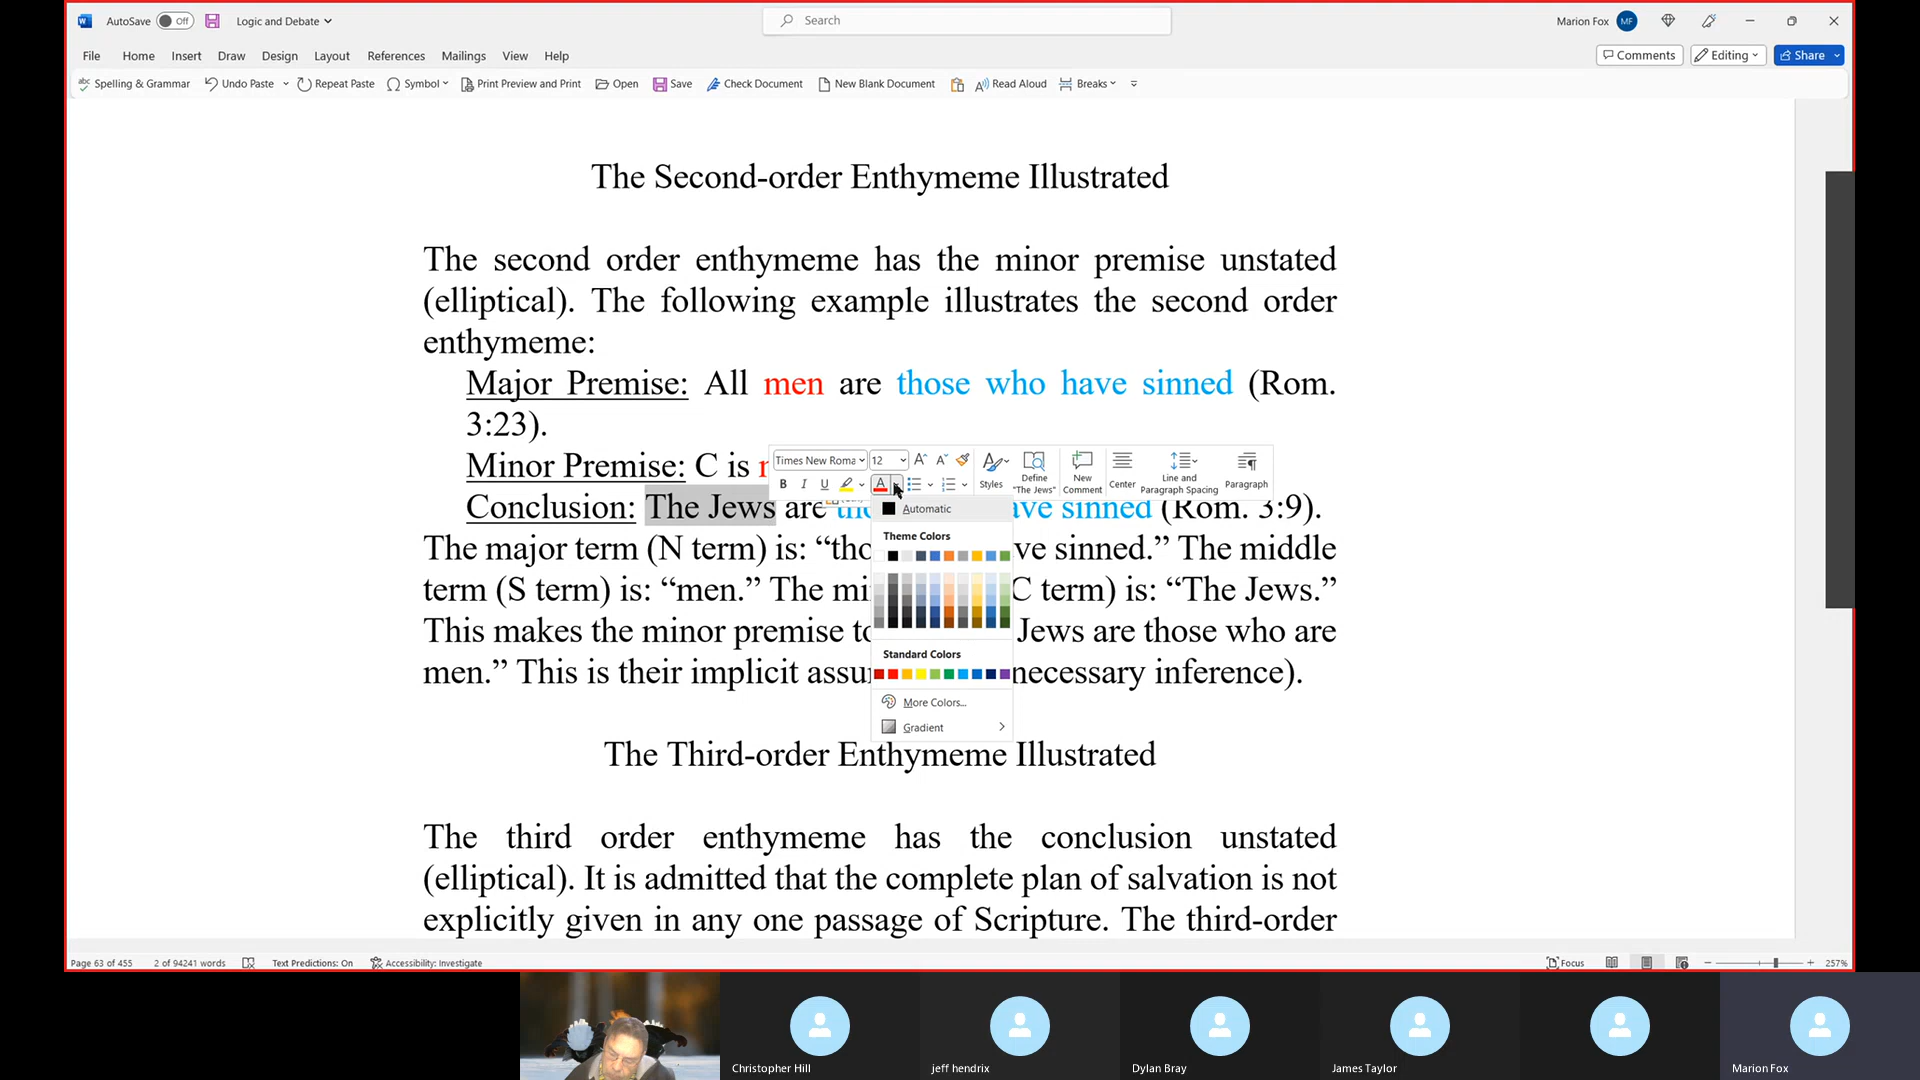 AutoSave Off Logic and Debate Search Marion Fox MF
File Home Insert Draw Design Layout References Mailings View Help Comments Editing Share
Spelling & Grammar Undo Paste Repeat Paste Symbol Print Preview and Print Open Save Check Document New Blank Document Read Aloud Breaks
The Second-order Enthymeme Illustrated
The second order enthymeme has the minor premise unstated
(elliptical). The following example illustrates the second order
enthymeme:
Major Premise: All men are those who have sinned (Rom.
3:23).
Minor Premise: C is
Times New Roma 12
B I U A Styles Define "The Jews" New Comment Center Line and Paragraph Spacing Paragraph
Conclusion: The Jews are have sinned (Rom. 3:9).
Automatic
Theme Colors
The major term (N term) is: “tho ve sinned.” The middle
term (S term) is: “men.” The mi C term) is: “The Jews.”
This makes the minor premise to Jews are those who are
Standard Colors
men.” This is their implicit assu necessary inference).
More Colors...
Gradient
The Third-order Enthymeme Illustrated
The third order enthymeme has the conclusion unstated
(elliptical). It is admitted that the complete plan of salvation is not
explicitly given in any one passage of Scripture. The third-order
Page 63 of 455 2 of 94241 words Text Predictions: On Accessibility: Investigate Focus 257%
Christopher Hill jeff hendrix Dylan Bray James Taylor Marion Fox